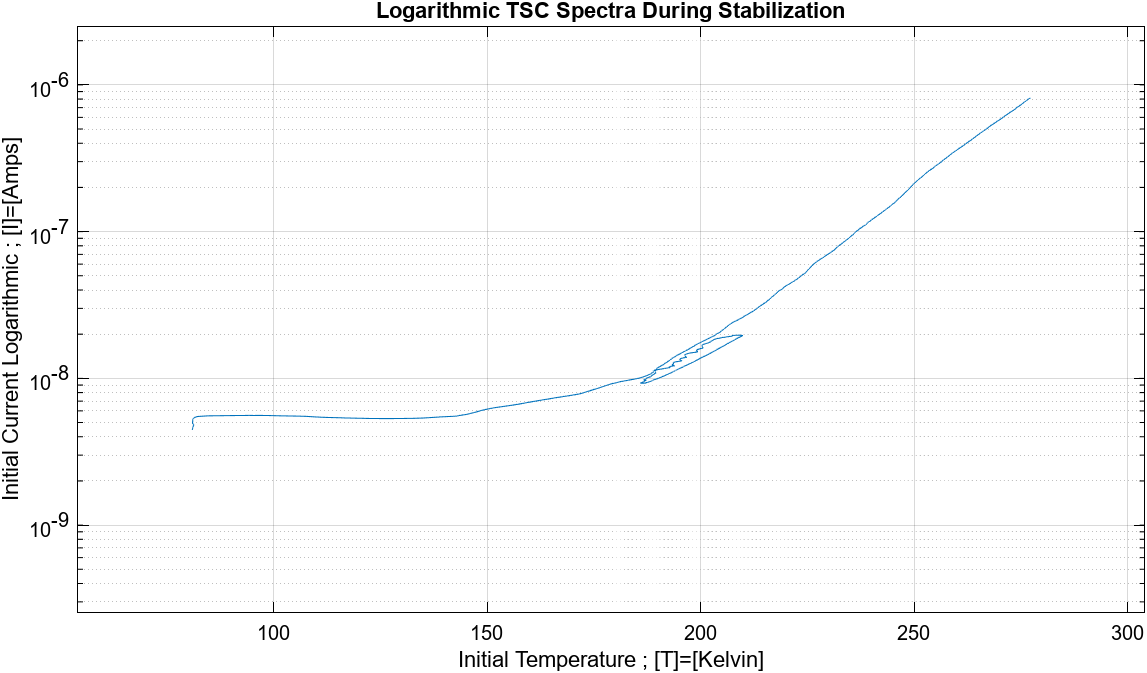 Logarithmic TSC Spectra During Stabilization
Initial Current Logarithmic ; [I]=[Amps]
10^-6
10^-7
10^-8
10^-9
100 150 200 250 300
Initial Temperature ; [T]=[Kelvin]